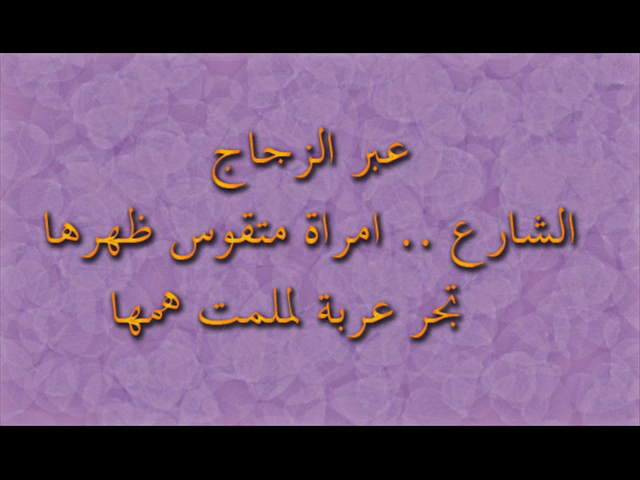 عبر الزجاج
الشارع .. امراة متقوس ظهرها
تجر عربة لملمت همها